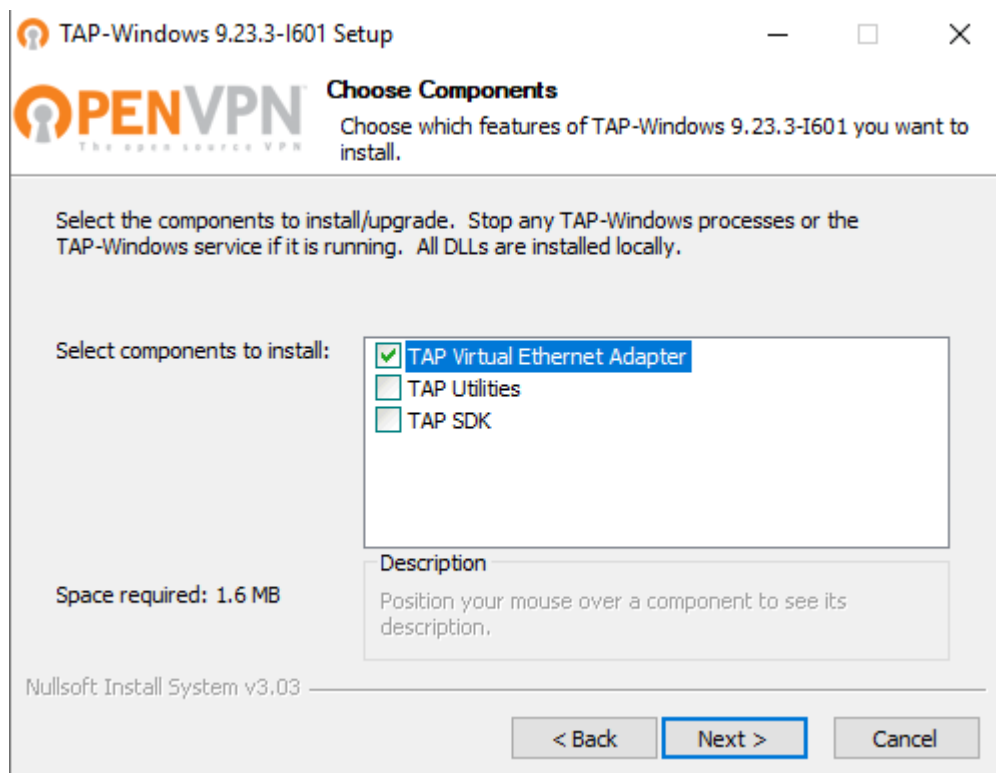 TAP-Windows 9.23.3-I601 Setup
OPENVPN
The open source VPN
Choose Components
Choose which features of TAP-Windows 9.23.3-I601 you want to
install.
Select the components to install/upgrade. Stop any TAP-Windows processes or the
TAP-Windows service if it is running. All DLLs are installed locally.
Select components to install:
TAP Virtual Ethernet Adapter
TAP Utilities
TAP SDK
Space required: 1.6 MB
Description
Position your mouse over a component to see its
description.
Nullsoft Install System v3.03
< Back
Next >
Cancel